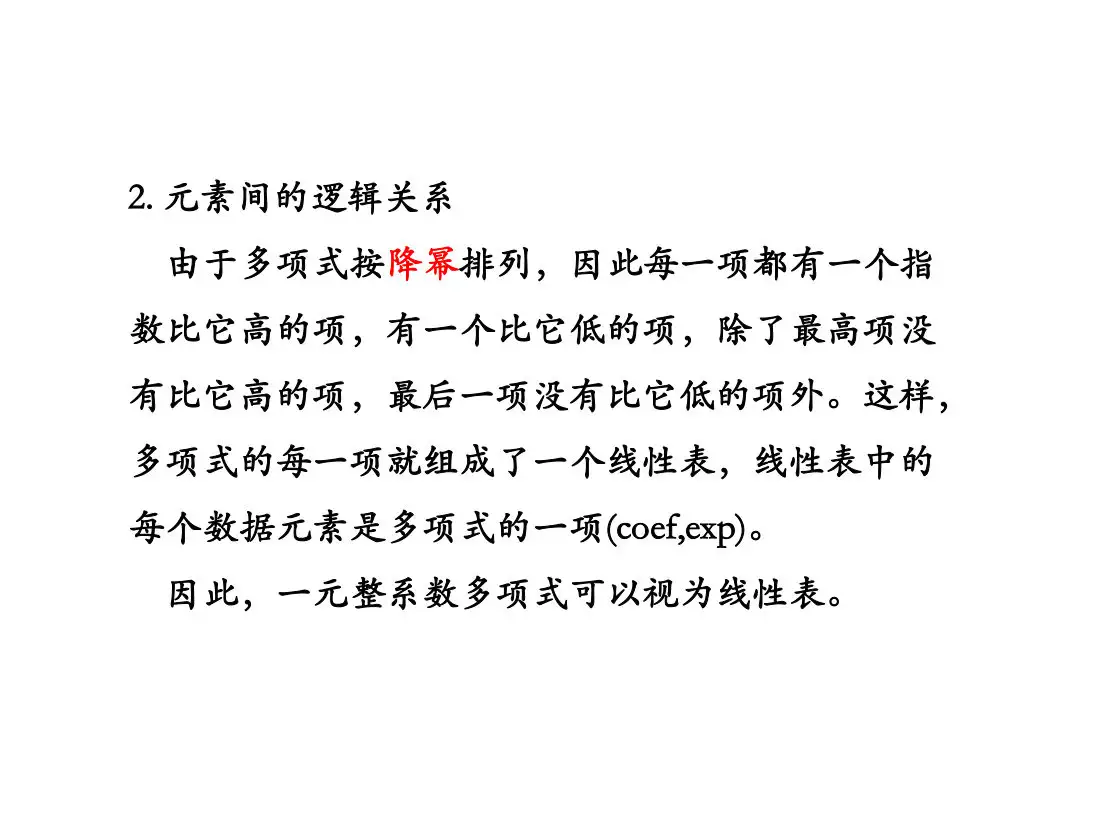 2. 元素间的逻辑关系
由于多项式按降幂排列，因此每一项都有一个指
数比它高的项，有一个比它低的项，除了最高项没
有比它高的项，最后一项没有比它低的项外。这样，
多项式的每一项就组成了一个线性表，线性表中的
每个数据元素是多项式的一项(coef,exp)。
因此，一元整系数多项式可以视为线性表。